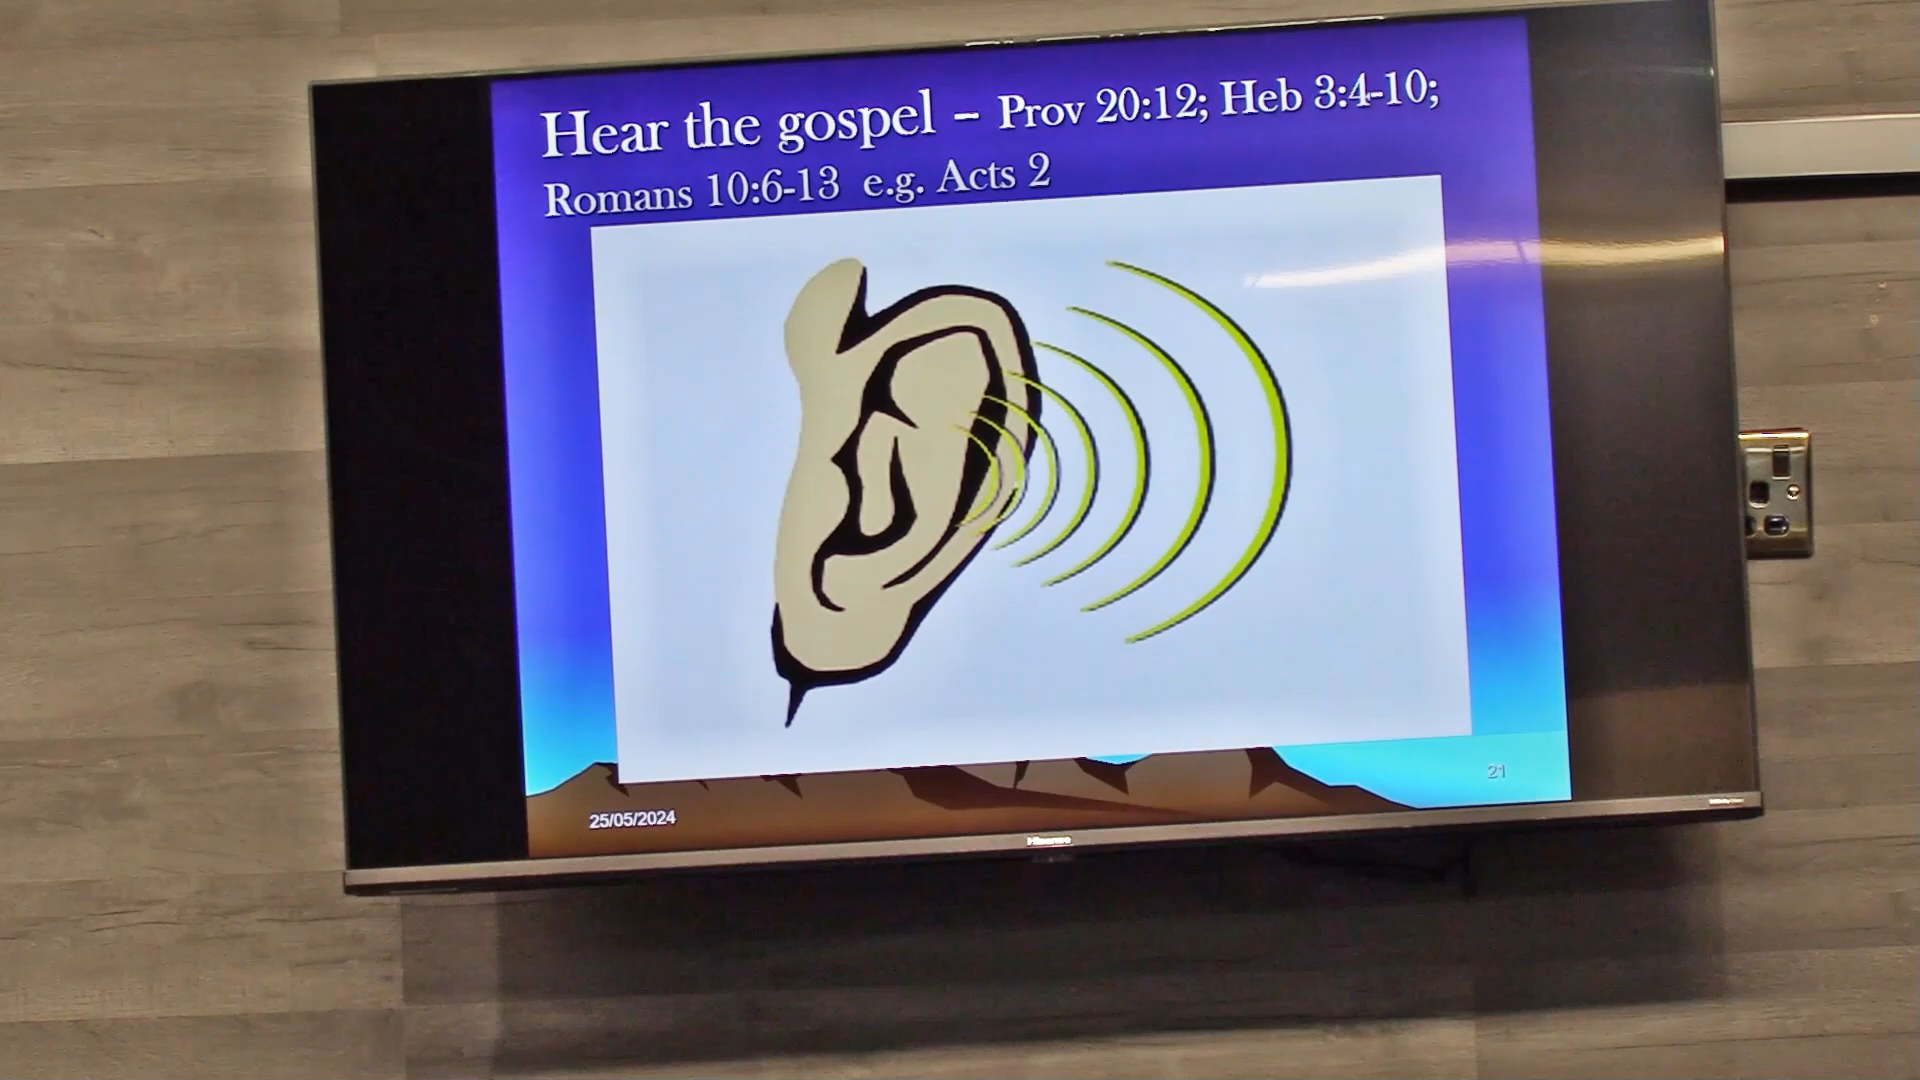 Hear the gospel – Prov 20:12; Heb 3:4-10;
Romans 10:6-13 e.g. Acts 2
21
25/05/2024
Hisense